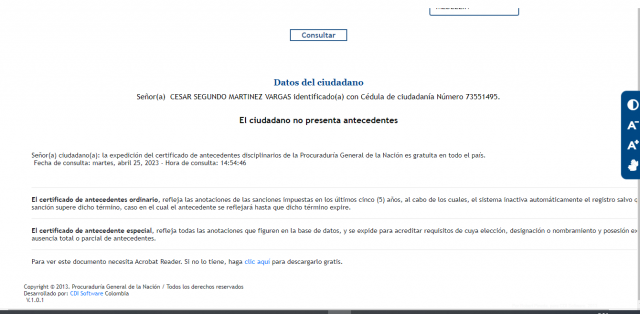 Consultar
Datos del ciudadano
Señor(a) CESAR SEGUNDO MARTINEZ VARGAS Identificado(a) con Cédula de ciudadanía Número 73551495.
El ciudadano no presenta antecedentes
Señor(a) ciudadano(a): la expedición del certificado de antecedentes disciplinarios de la Procuraduría General de la Nación es gratuita en todo el país.
Fecha de consulta: martes, abril 25, 2023 - Hora de consulta: 14:54:46
El certificado de antecedentes ordinario, refleja las anotaciones de las sanciones impuestas en los últimos cinco (5) años, al cabo de los cuales, el sistema inactiva automáticamente el registro salvo
sanción supere dicho término, caso en el cual el antecedente se reflejará hasta que dicho término expire.
El certificado de antecedente especial, refleja todas las anotaciones que figuren en la base de datos, y se expide para acreditar requisitos de cuya elección, designación o nombramiento y posesión
ausencia total o parcial de antecedentes.
Para ver este documento necesita Acrobat Reader. Si no lo tiene, haga clic aquí para descargarlo gratis.
Copyright © 2013. Procuraduría General de la Nación / Todos los derechos reservados
Desarrollado por: CDI Software Colombia
V.1.0.1
A-
A+